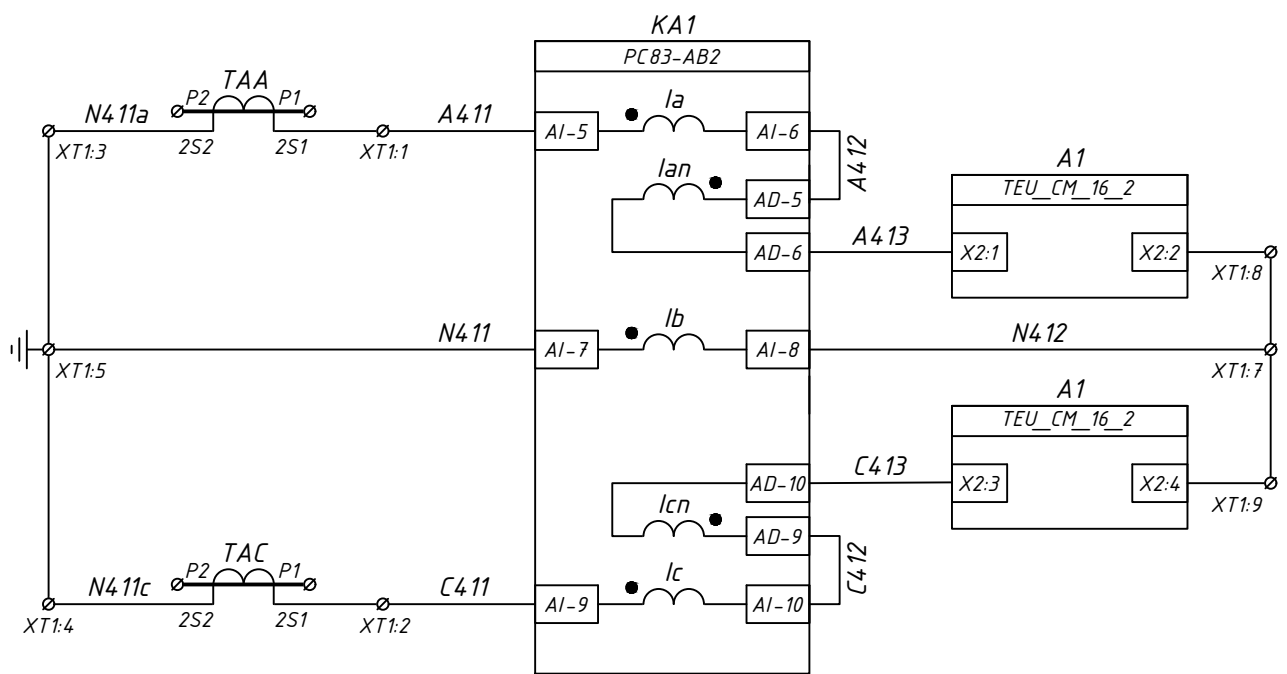 KA1
PC83-AB2
TAA
P2
P1
N411a
A411
2S2
2S1
XT1:3
XT1:1
AI-5
Ia
AI-6
A412
Ian
AD-5
AD-6
A413
A1
TEU_CM_16_2
X2:1
X2:2
XT1:8
N411
AI-7
Ib
AI-8
N412
XT1:5
XT1:7
A1
TEU_CM_16_2
C413
X2:3
X2:4
XT1:9
AD-10
Icn
AD-9
C412
TAC
P2
P1
N411c
C411
2S2
2S1
XT1:4
XT1:2
AI-9
Ic
AI-10